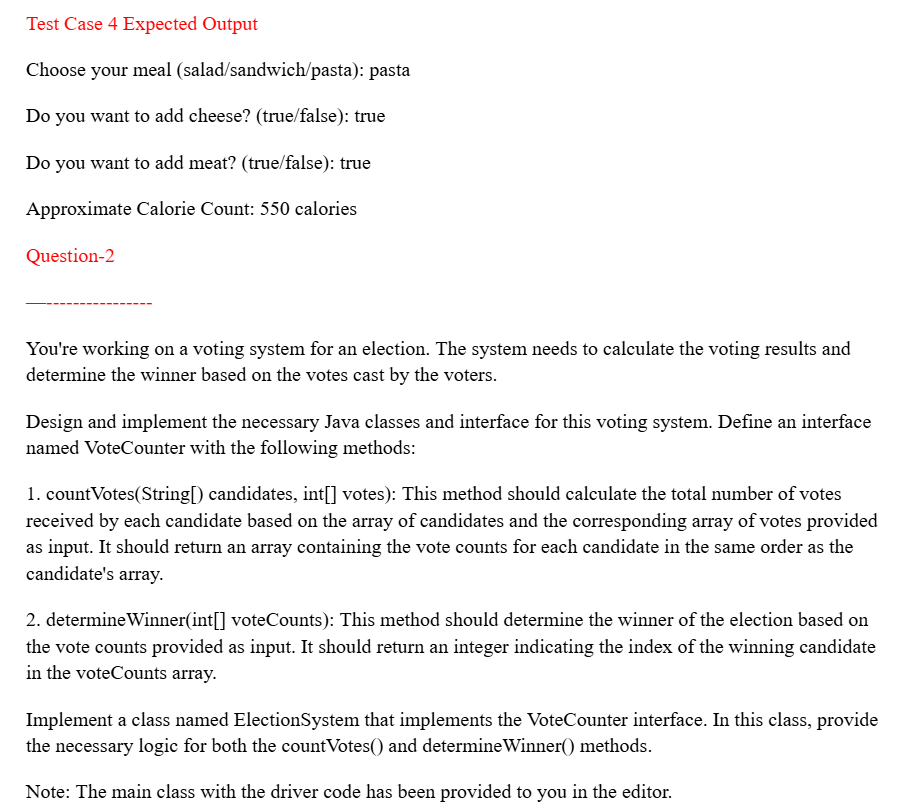 Test Case 4 Expected Output
Choose your meal (salad/sandwich/pasta): pasta
Do you want to add cheese? (true/false): true
Do you want to add meat? (true/false): true
Approximate Calorie Count: 550 calories
Question-2
—----------------
You're working on a voting system for an election. The system needs to calculate the voting results and
determine the winner based on the votes cast by the voters.
Design and implement the necessary Java classes and interface for this voting system. Define an interface
named VoteCounter with the following methods:
1. countVotes(String[) candidates, int[] votes): This method should calculate the total number of votes
received by each candidate based on the array of candidates and the corresponding array of votes provided
as input. It should return an array containing the vote counts for each candidate in the same order as the
candidate's array.
2. determineWinner(int[] voteCounts): This method should determine the winner of the election based on
the vote counts provided as input. It should return an integer indicating the index of the winning candidate
in the voteCounts array.
Implement a class named ElectionSystem that implements the VoteCounter interface. In this class, provide
the necessary logic for both the countVotes() and determineWinner() methods.
Note: The main class with the driver code has been provided to you in the editor.